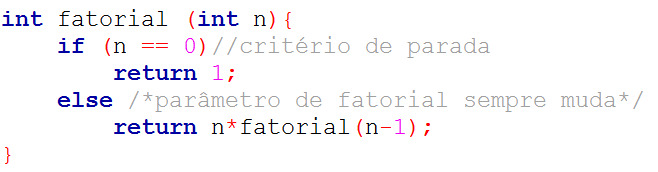 int fatorial (int n){
if (n == 0)//critério de parada
return 1;
else /*parâmetro de fatorial sempre muda*/
return n*fatorial(n-1);
}